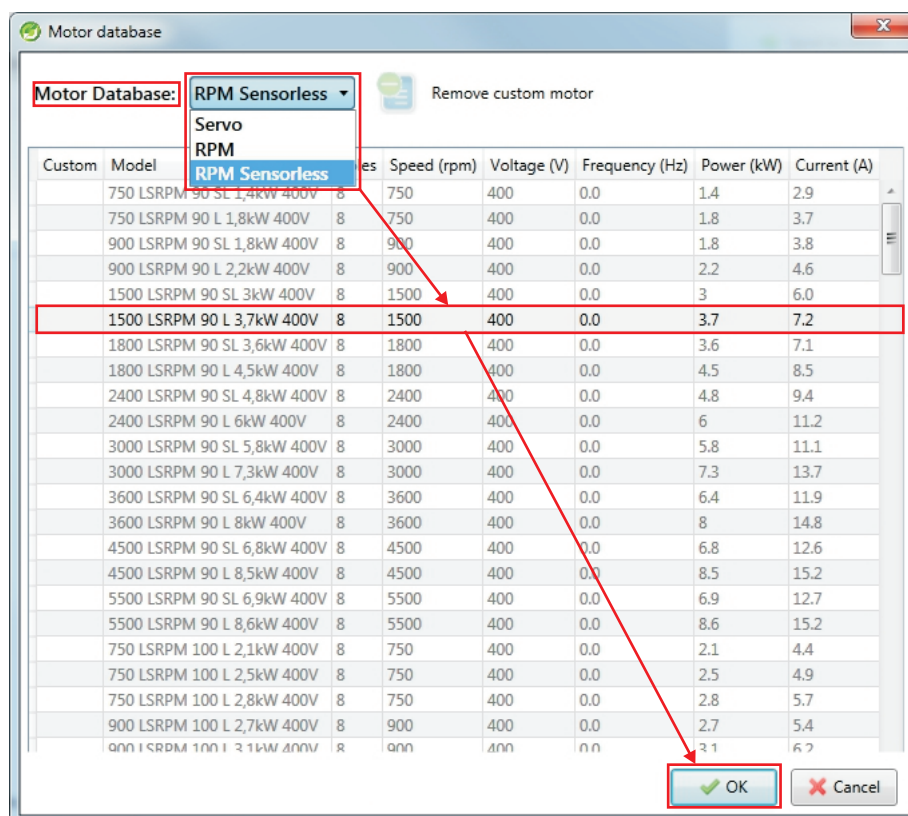 Motor database
Motor Database: RPM Sensorless Remove custom motor
Servo
RPM
RPM Sensorless
Custom Model es Speed (rpm) Voltage (V) Frequency (Hz) Power (kW) Current (A)
750 LSRPM 90 SL 1,4kW 400V 8 750 400 0.0 1.4 2.9
750 LSRPM 90 L 1,8kW 400V 8 750 400 0.0 1.8 3.7
900 LSRPM 90 SL 1,8kW 400V 8 900 400 0.0 1.8 3.8
900 LSRPM 90 L 2,2kW 400V 8 900 400 0.0 2.2 4.6
1500 LSRPM 90 SL 3kW 400V 8 1500 400 0.0 3 6.0
1500 LSRPM 90 L 3,7kW 400V 8 1500 400 0.0 3.7 7.2
1800 LSRPM 90 SL 3,6kW 400V 8 1800 400 0.0 3.6 7.1
1800 LSRPM 90 L 4,5kW 400V 8 1800 400 0.0 4.5 8.5
2400 LSRPM 90 SL 4,8kW 400V 8 2400 400 0.0 4.8 9.4
2400 LSRPM 90 L 6kW 400V 8 2400 400 0.0 6 11.2
3000 LSRPM 90 SL 5,8kW 400V 8 3000 400 0.0 5.8 11.1
3000 LSRPM 90 L 7,3kW 400V 8 3000 400 0.0 7.3 13.7
3600 LSRPM 90 SL 6,4kW 400V 8 3600 400 0.0 6.4 11.9
3600 LSRPM 90 L 8kW 400V 8 3600 400 0.0 8 14.8
4500 LSRPM 90 SL 6,8kW 400V 8 4500 400 0.0 6.8 12.6
4500 LSRPM 90 L 8,5kW 400V 8 4500 400 0.0 8.5 15.2
5500 LSRPM 90 SL 6,9kW 400V 8 5500 400 0.0 6.9 12.7
5500 LSRPM 90 L 8,6kW 400V 8 5500 400 0.0 8.6 15.2
750 LSRPM 100 L 2,1kW 400V 8 750 400 0.0 2.1 4.4
750 LSRPM 100 L 2,5kW 400V 8 750 400 0.0 2.5 4.9
750 LSRPM 100 L 2,8kW 400V 8 750 400 0.0 2.8 5.7
900 LSRPM 100 L 2,7kW 400V 8 900 400 0.0 2.7 5.4
900 LSRPM 100 L 3,1kW 400V 8 900 400 0.0 3.1 6.2
OK Cancel